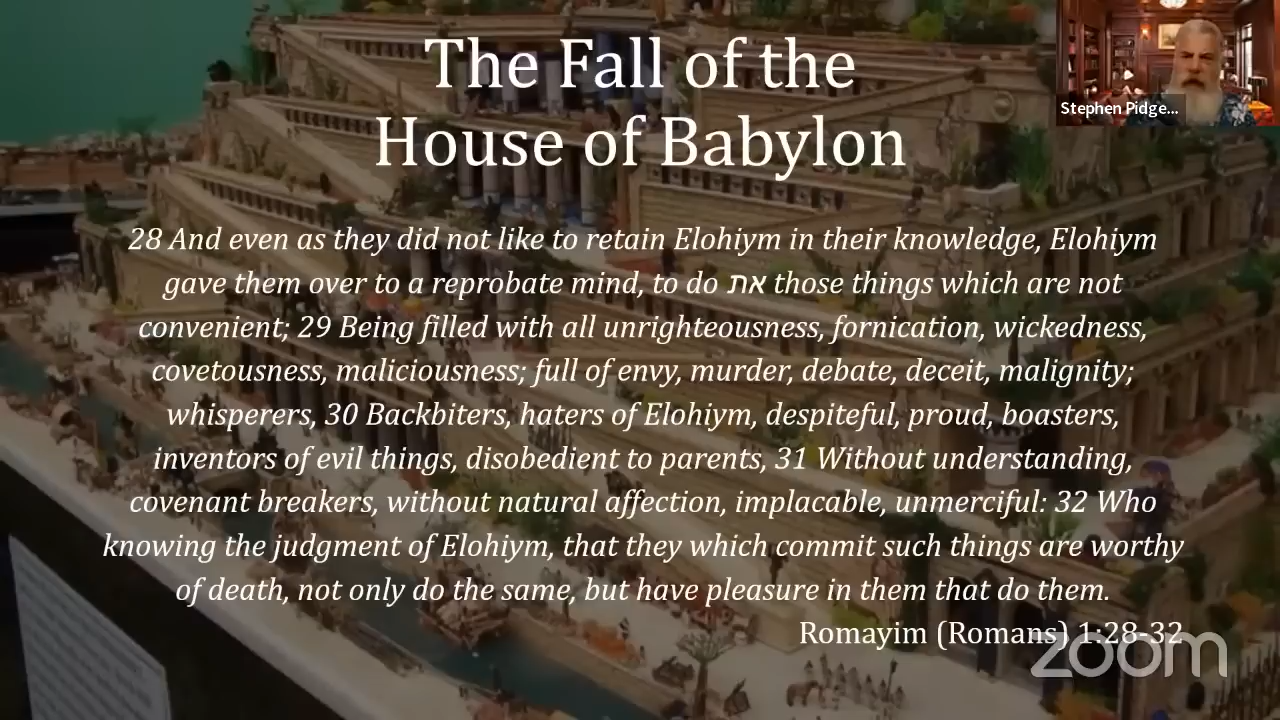 The Fall of the
House of Babylon
Stephen Pidge...
28 And even as they did not like to retain Elohiym in their knowledge, Elohiym
gave them over to a reprobate mind, to do את those things which are not
convenient; 29 Being filled with all unrighteousness, fornication, wickedness,
covetousness, maliciousness; full of envy, murder, debate, deceit, malignity;
whisperers, 30 Backbiters, haters of Elohiym, despiteful, proud, boasters,
inventors of evil things, disobedient to parents, 31 Without understanding,
covenant breakers, without natural affection, implacable, unmerciful: 32 Who
knowing the judgment of Elohiym, that they which commit such things are worthy
of death, not only do the same, but have pleasure in them that do them.
Romayim (Romans) 1:28-32
zoom